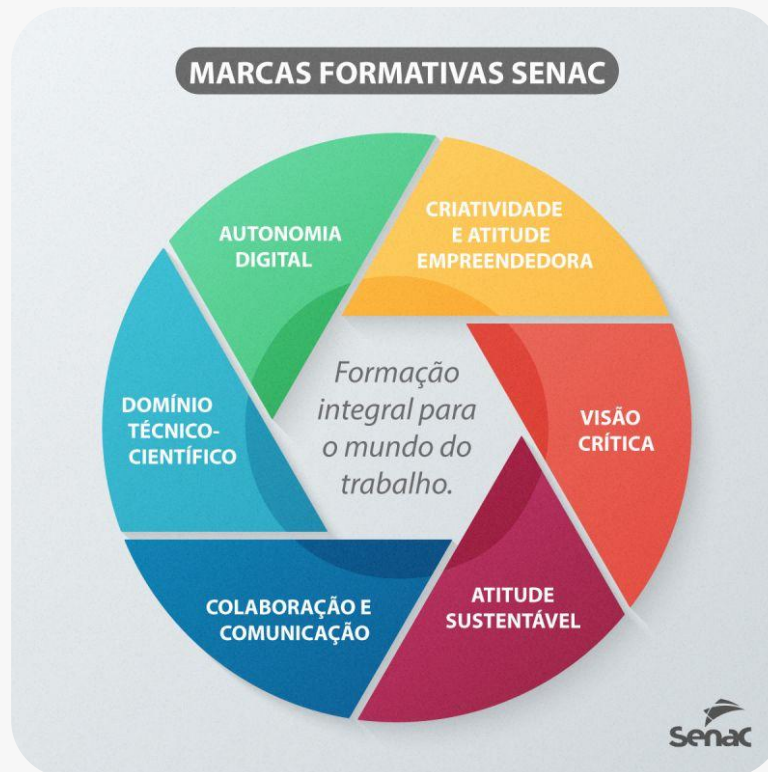 MARCAS FORMATIVAS SENAC
AUTONOMIA
DIGITAL
CRIATIVIDADE
E ATITUDE
EMPREENDEDORA
VISÃO
CRÍTICA
ATITUDE
SUSTENTÁVEL
COLABORAÇÃO E
COMUNICAÇÃO
DOMÍNIO
TÉCNICO-
CIENTÍFICO
Formação
integral para
o mundo do
trabalho.
Senac